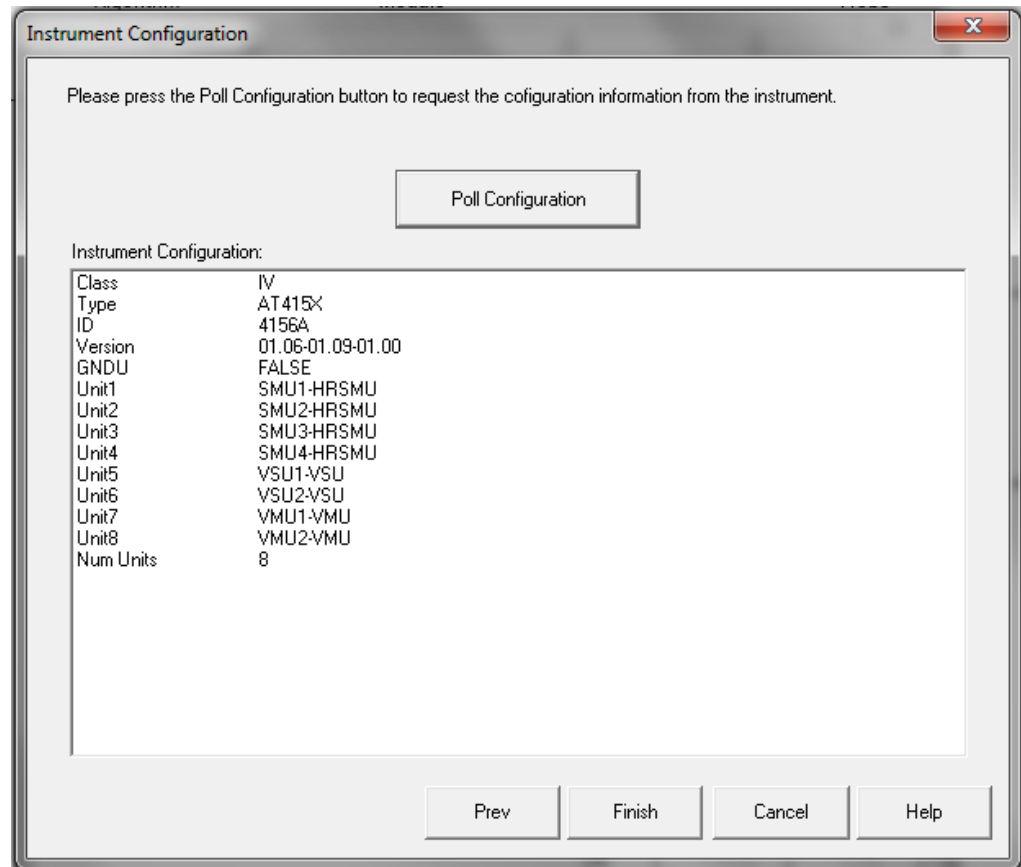 Instrument Configuration
Please press the Poll Configuration button to request the cofiguration information from the instrument.
Poll Configuration
Instrument Configuration:
Class IV
Type AT415X
ID 4156A
Version 01.06-01.09-01.00
GNDU FALSE
Unit1 SMU1-HRSMU
Unit2 SMU2-HRSMU
Unit3 SMU3-HRSMU
Unit4 SMU4-HRSMU
Unit5 VSU1-VSU
Unit6 VSU2-VSU
Unit7 VMU1-VMU
Unit8 VMU2-VMU
Num Units 8
Prev Finish Cancel Help